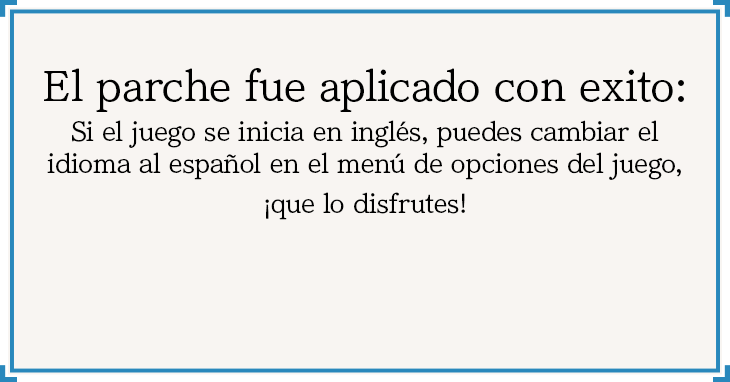 El parche fue aplicado con exito:
Si el juego se inicia en inglés, puedes cambiar el
idioma al español en el menú de opciones del juego,
¡que lo disfrutes!